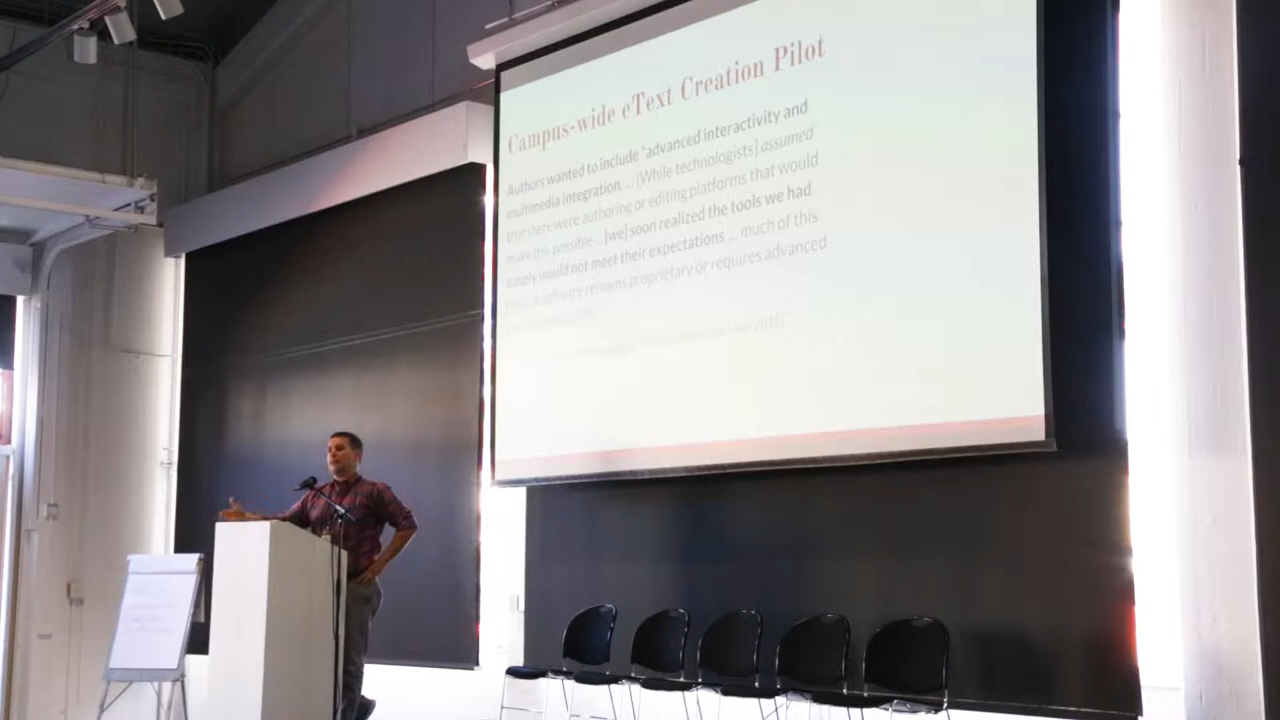 Campus-wide eText Creation Pilot
Authors wanted to include "advanced interactivity and
multimedia integration. ... [While technologists] assumed
that there were authoring or editing platforms that would
make this possible ... [we] soon realized the tools we had
simply would not meet their expectations ... much of this
software remains proprietary or requires advanced